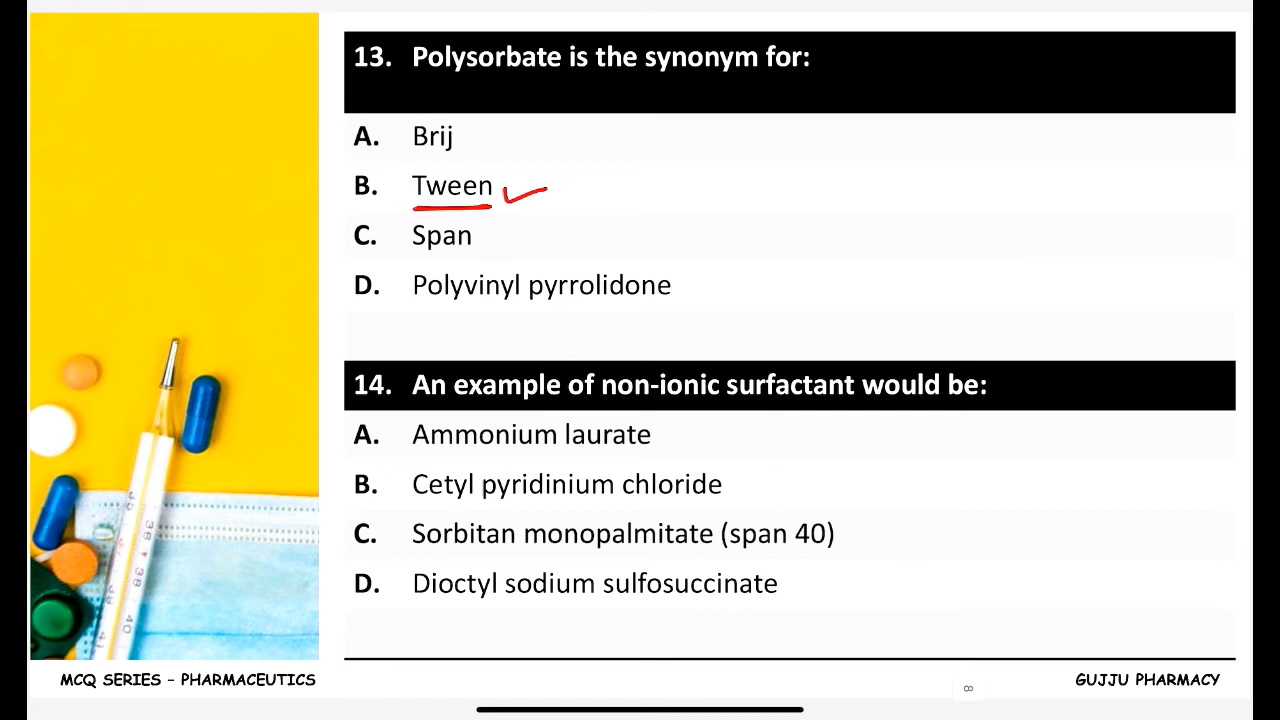 13. Polysorbate is the synonym for:
A. Brij
B. Tween
C. Span
D. Polyvinyl pyrrolidone
14. An example of non-ionic surfactant would be:
A. Ammonium laurate
B. Cetyl pyridinium chloride
C. Sorbitan monopalmitate (span 40)
D. Dioctyl sodium sulfosuccinate
MCQ SERIES - PHARMACEUTICS
8
GUJJU PHARMACY